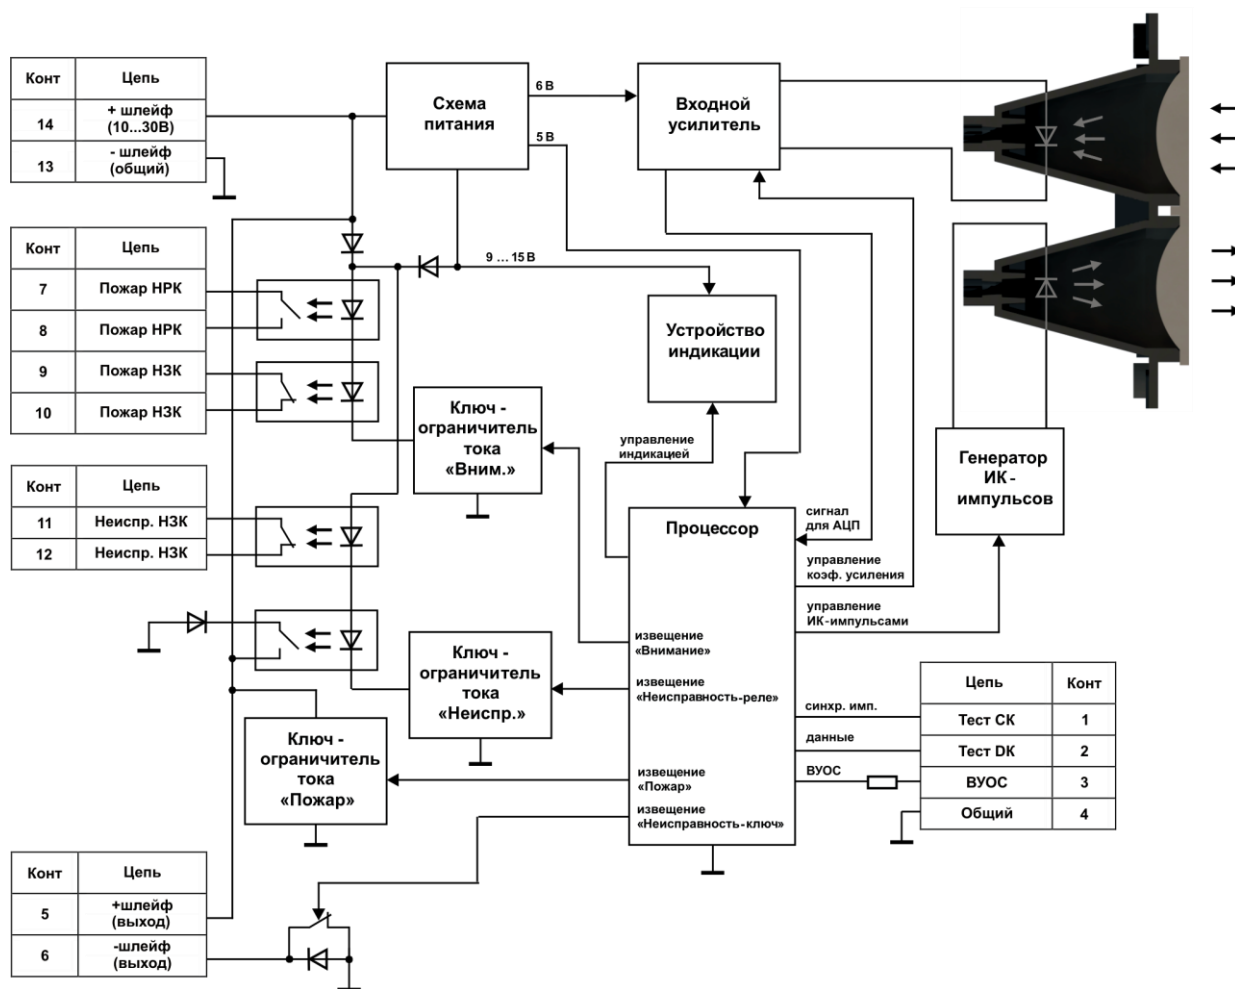 Конт Цепь
14 + шлейф
(10...30В)
13 - шлейф
(общий)
Схема
питания
6 В
5 В
Входной
усилитель
Конт Цепь
7 Пожар НРК
8 Пожар НРК
9 Пожар НЗК
10 Пожар НЗК
9 ... 15 В
Устройство
индикации
Ключ -
ограничитель
тока
«Вним.»
управление
индикацией
Генератор
ИК -
импульсов
Конт Цепь
11 Неиспр. НЗК
12 Неиспр. НЗК
Процессор
сигнал
для АЦП
управление
коэф. усиления
управление
ИК-импульсами
извещение
«Внимание»
Ключ -
ограничитель
тока
«Неиспр.»
извещение
«Неисправность-реле»
Цепь Конт
синхр. имп.
Тест СК 1
данные
Тест DК 2
ВУОС
ВУОС 3
Общий 4
Ключ -
ограничитель
тока
«Пожар»
извещение
«Пожар»
извещение
«Неисправность-ключ»
Конт Цепь
5 +шлейф
(выход)
6 -шлейф
(выход)